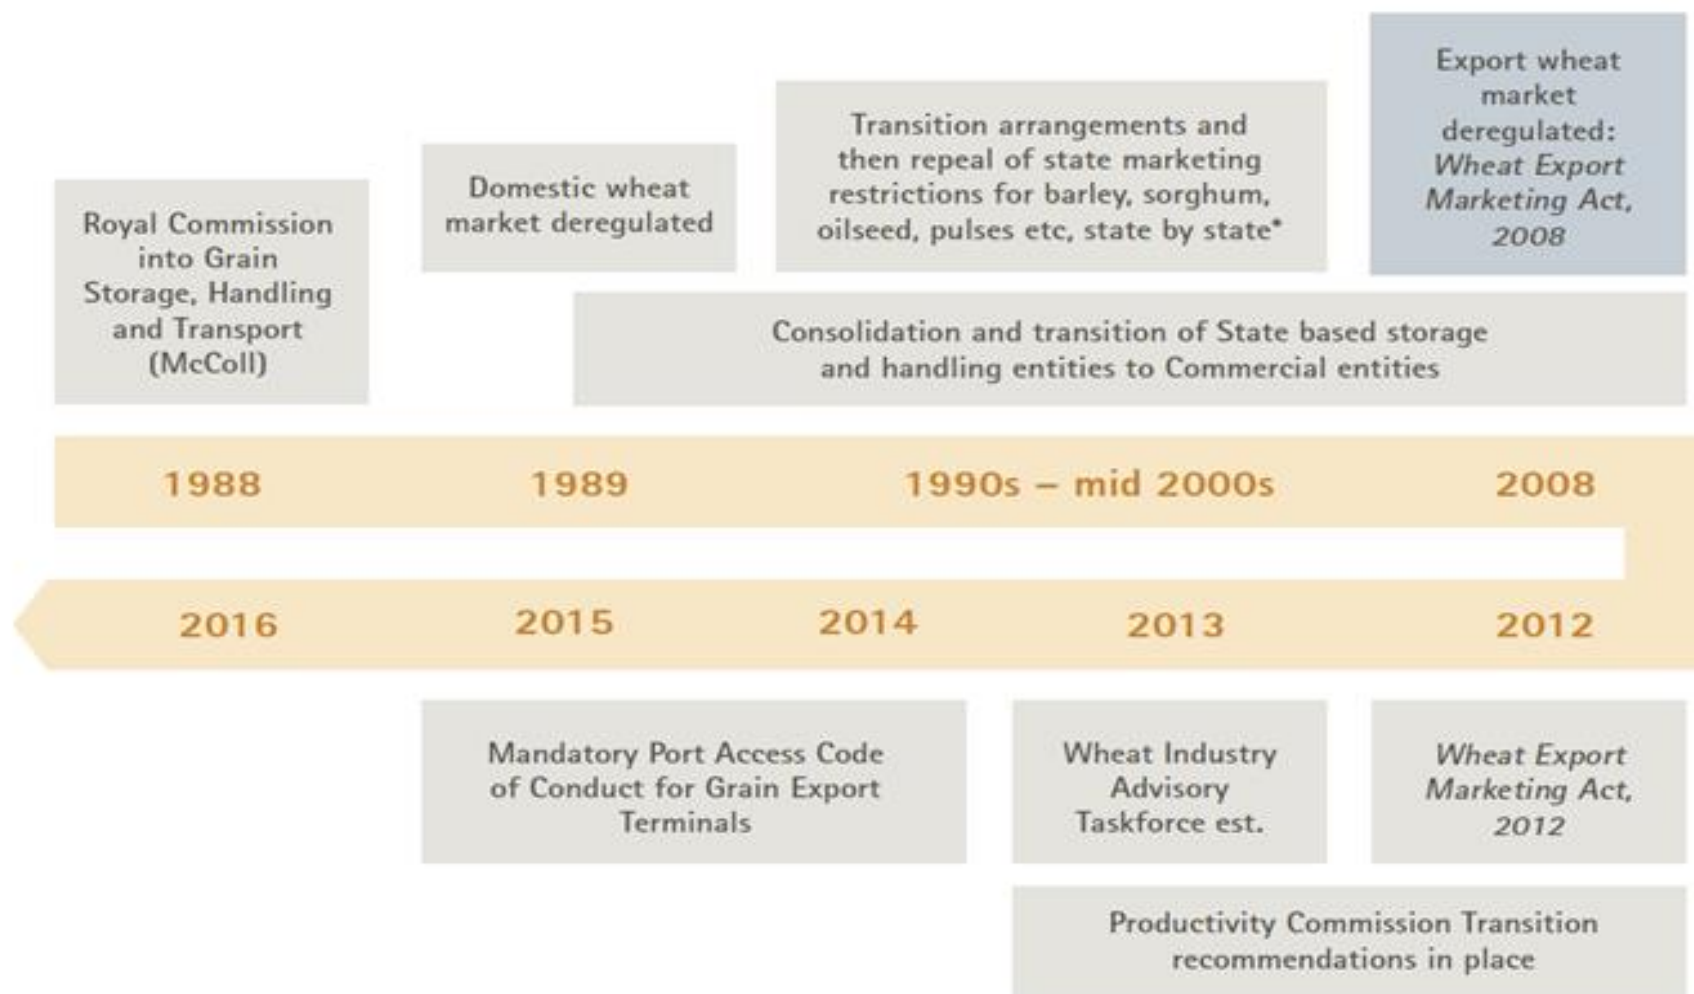 Royal Commission
into Grain
Storage, Handling
and Transport
(McColl)
Domestic wheat
market deregulated
Transition arrangements and
then repeal of state marketing
restrictions for barley, sorghum,
oilseed, pulses etc, state by state*
Export wheat
market
deregulated:
Wheat Export
Marketing Act,
2008
Consolidation and transition of State based storage
and handling entities to Commercial entities
1988
1989
1990s – mid 2000s
2008
2016
2015
2014
2013
2012
Mandatory Port Access Code
of Conduct for Grain Export
Terminals
Wheat Industry
Advisory
Taskforce est.
Wheat Export
Marketing Act,
2012
Productivity Commission Transition
recommendations in place